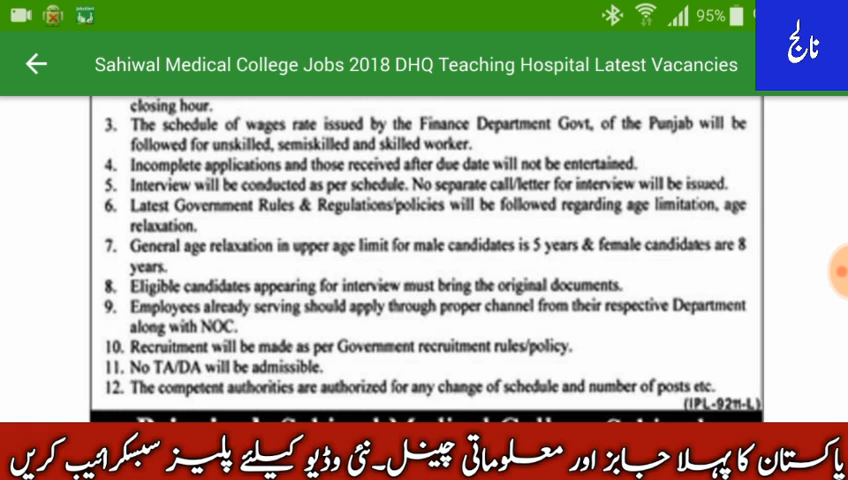 95%
Sahiwal Medical College Jobs 2018 DHQ Teaching Hospital Latest Vacancies
نالج
closing hour.
3. The schedule of wages rate issued by the Finance Department Govt, of the Punjab will be
followed for unskilled, semiskilled and skilled worker.
4. Incomplete applications and those received after due date will not be entertained.
5. Interview will be conducted as per schedule. No separate call/letter for interview will be issued.
6. Latest Government Rules & Regulations/policies will be followed regarding age limitation, age
relaxation.
7. General age relaxation in upper age limit for male candidates is 5 years & female candidates are 8
years.
8. Eligible candidates appearing for interview must bring the original documents.
9. Employees already serving should apply through proper channel from their respective Department
along with NOC.
10. Recruitment will be made as per Government recruitment rules/policy.
11. No TA/DA will be admissible.
12. The competent authorities are authorized for any change of schedule and number of posts etc.
(IPL-9211-L)
پاکستان کا پہلا جابز اور معلوماتی چینل۔نئی وڈیو کیلئے پلیز سبسکرائیب کریں